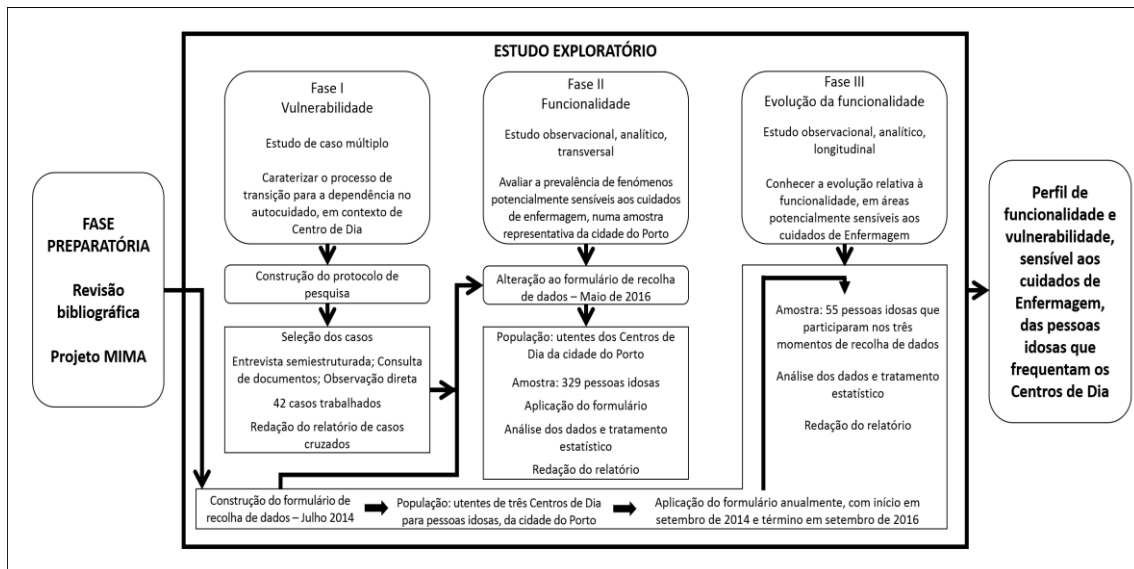 ESTUDO EXPLORATÓRIO
FASE
PREPARATÓRIA
Revisão
bibliográfica
Projeto MIMA
Fase I
Vulnerabilidade
Estudo de caso múltiplo
Caraterizar o processo de
transição para a dependência no
autocuidado, em contexto de
Centro de Dia
Construção do protocolo de
pesquisa
Seleção dos casos
Entrevista semiestruturada; Consulta
de documentos; Observação direta
42 casos trabalhados
Redação do relatório de casos
cruzados
Fase II
Funcionalidade
Estudo observacional, analítico,
transversal
Avaliar a prevalência de fenómenos
potencialmente sensíveis aos cuidados
de enfermagem, numa amostra
representativa da cidade do Porto
Alteração ao formulário de recolha
de dados – Maio de 2016
População: utentes dos Centros de
Dia da cidade do Porto
Amostra: 329 pessoas idosas
Aplicação do formulário
Análise dos dados e tratamento
estatístico
Redação do relatório
Fase III
Evolução da funcionalidade
Estudo observacional, analítico,
longitudinal
Conhecer a evolução relativa à
funcionalidade, em áreas
potencialmente sensíveis aos
cuidados de Enfermagem
Amostra: 55 pessoas idosas que
participaram nos três
momentos de recolha de dados
Análise dos dados e tratamento
estatístico
Redação do relatório
Construção do formulário de
recolha de dados – Julho 2014
População: utentes de três Centros de Dia
para pessoas idosas, da cidade do Porto
Aplicação do formulário anualmente, com início em
setembro de 2014 e término em setembro de 2016
Perfil de
funcionalidade e
vulnerabilidade,
sensível aos
cuidados de
Enfermagem,
das pessoas
idosas que
frequentam os
Centros de Dia